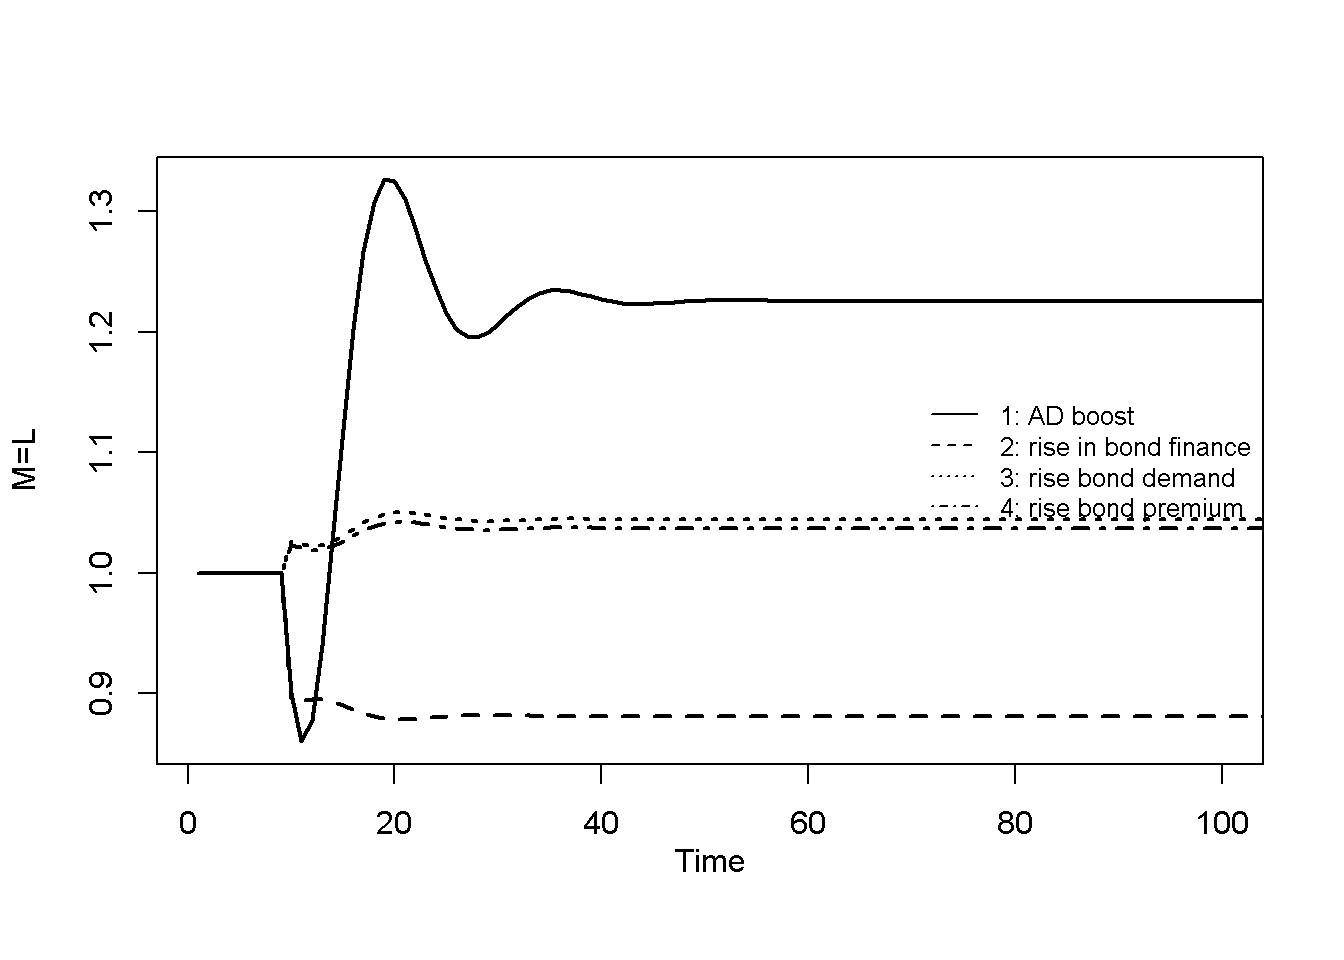 1.3
1.2
1.1
1.0
0.9
M=L
1: AD boost
2: rise in bond finance
3: rise bond demand
4: rise bond premium
0 20 40 60 80 100
Time